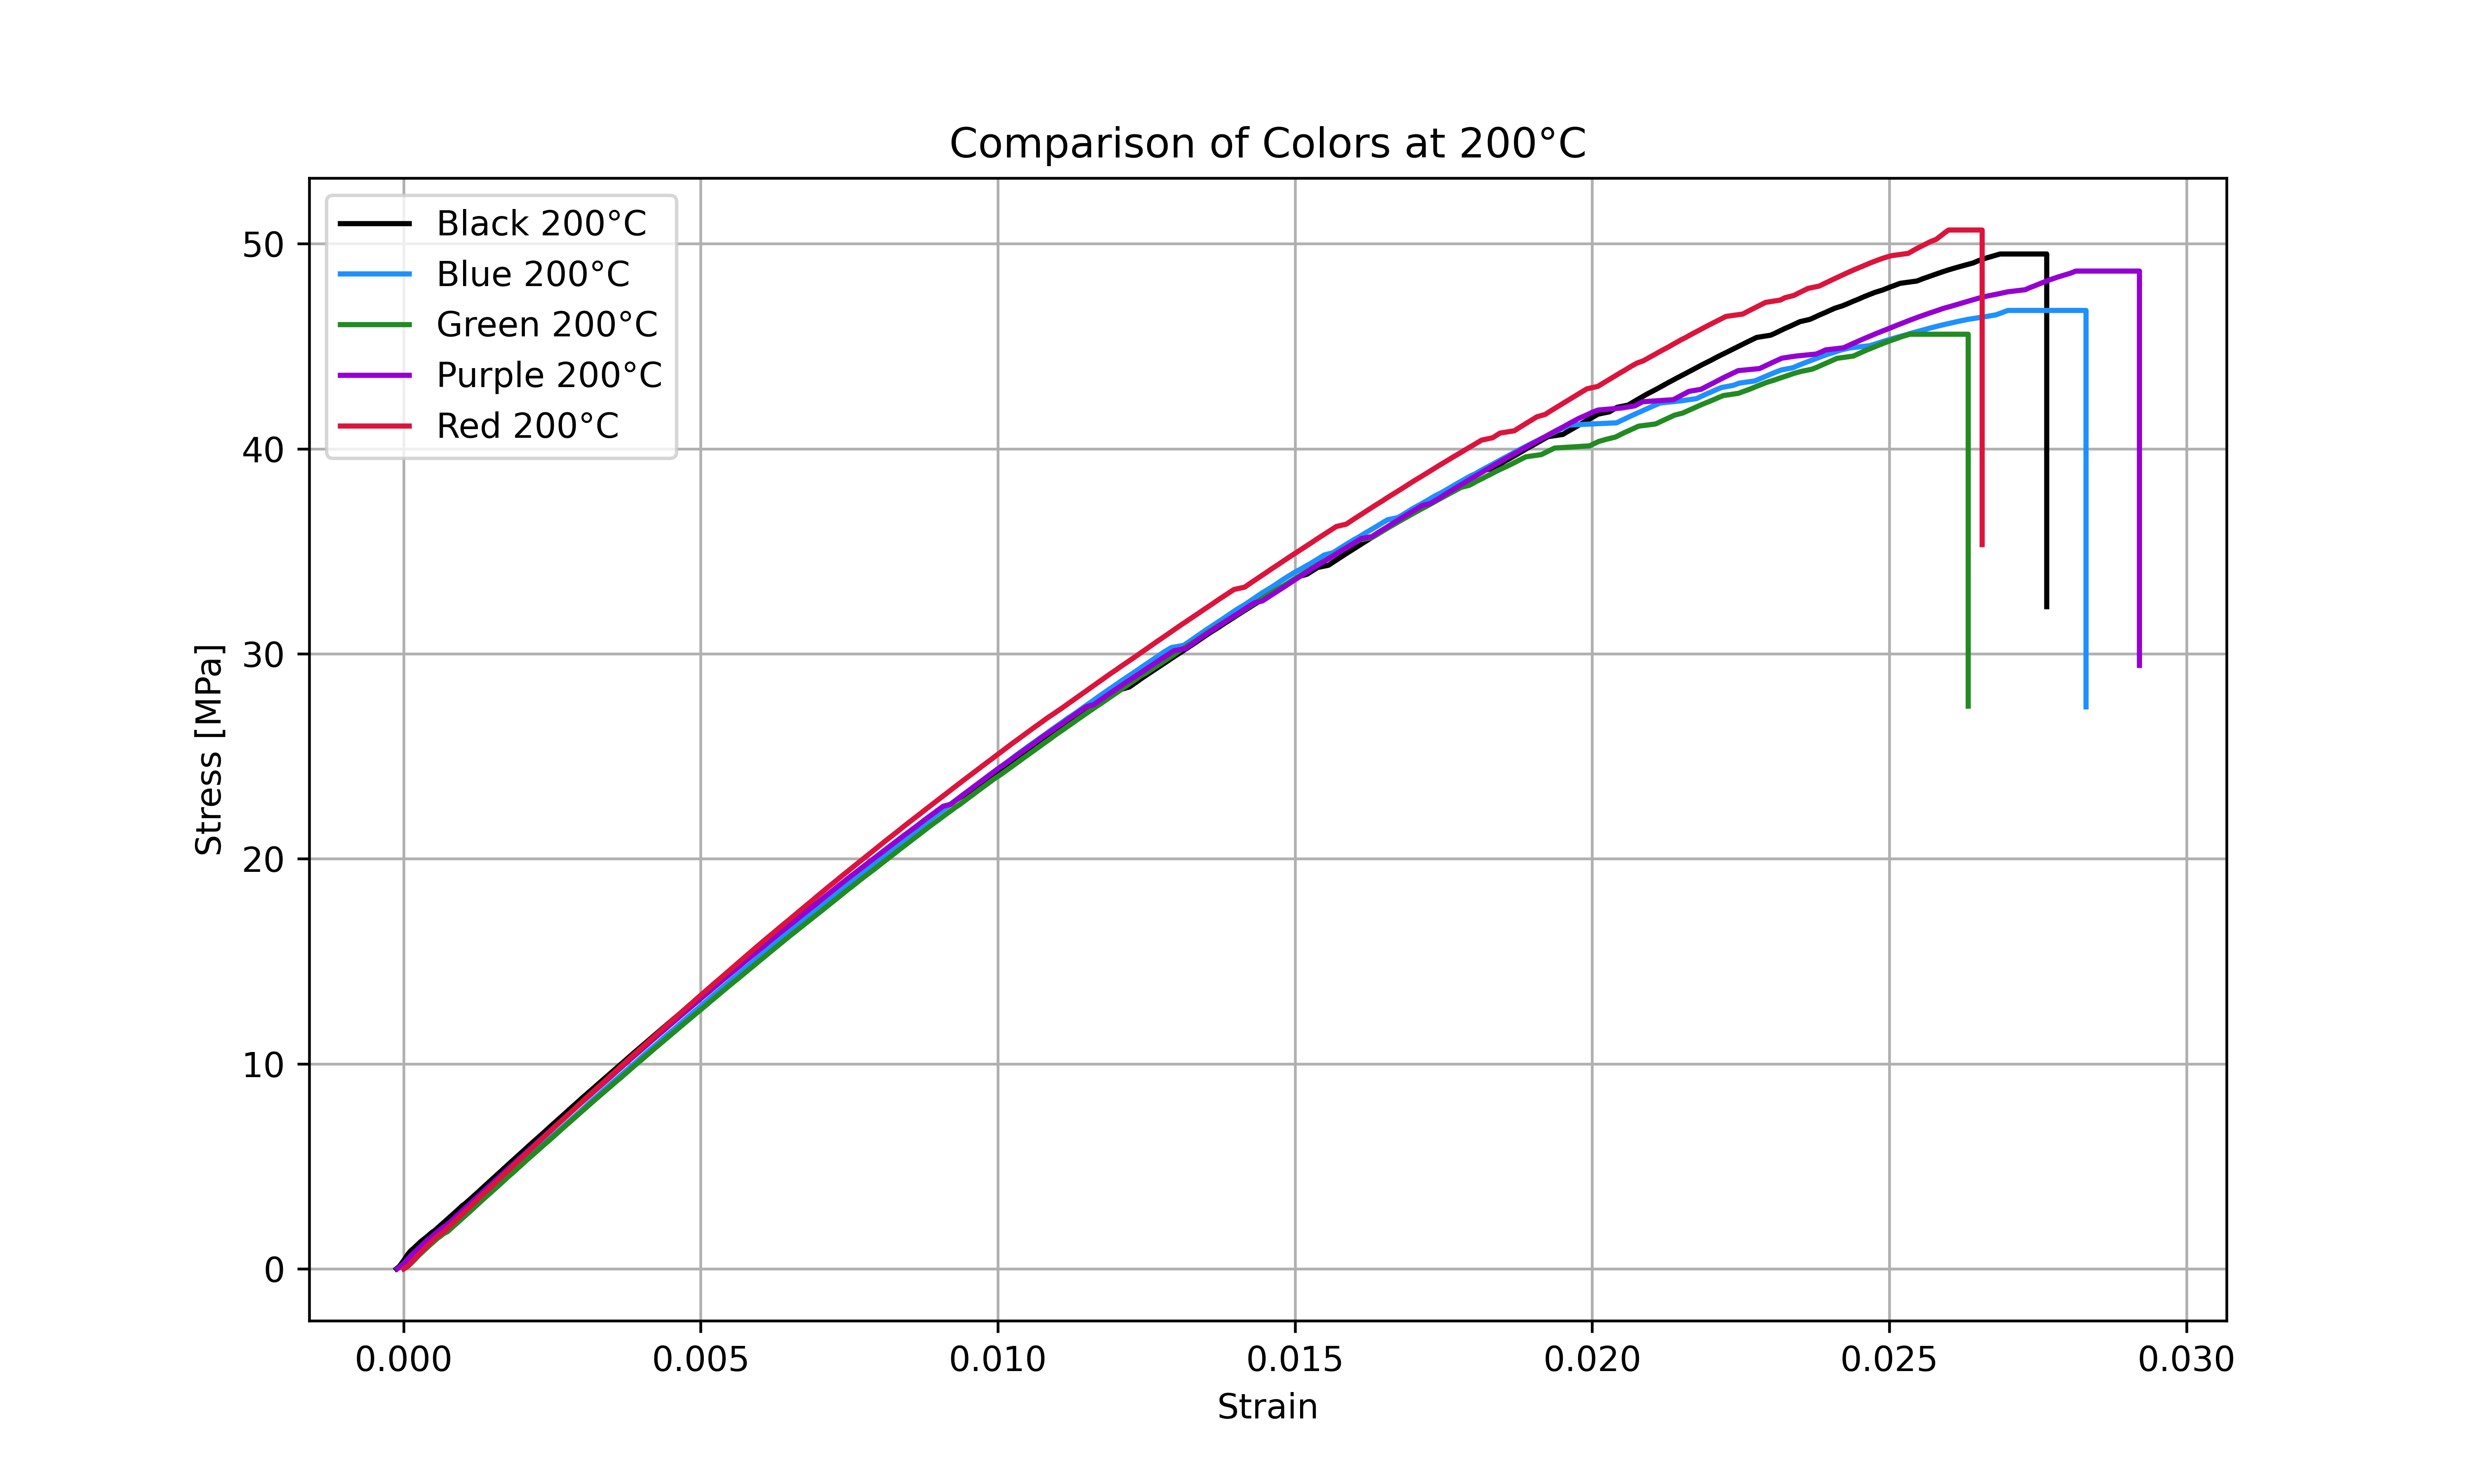 Comparison of Colors at 200°C
Black 200°C
Blue 200°C
Green 200°C
Purple 200°C
Red 200°C
Stress [MPa]
50
40
30
20
10
0
0.000 0.005 0.010 0.015 0.020 0.025 0.030
Strain